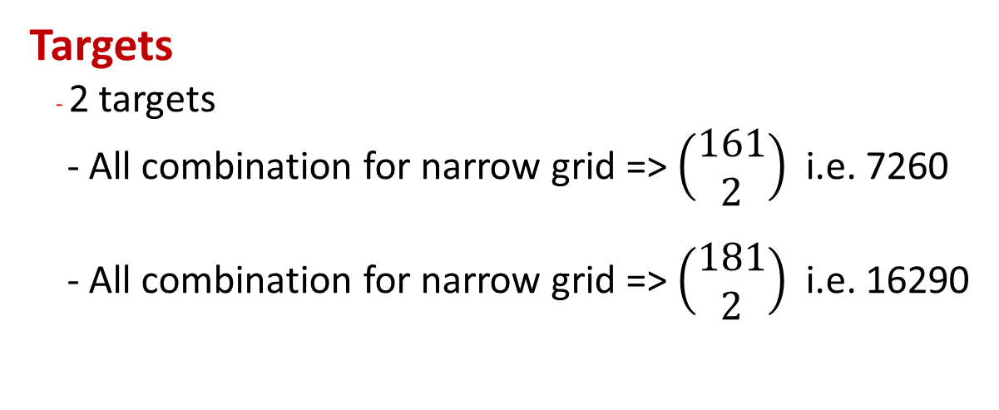 Targets
- 2 targets
- All combination for narrow grid => (161 2) i.e. 7260
- All combination for narrow grid => (181 2) i.e. 16290